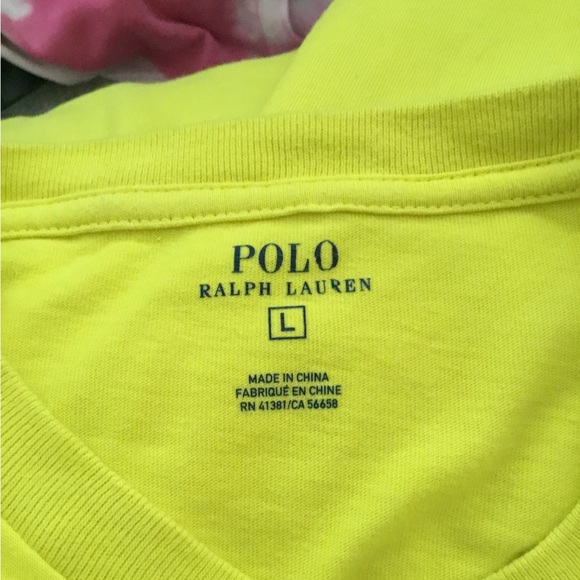 POLO
RALPH LAUREN
L
MADE IN CHINA
FABRIQUÉ EN CHINE
RN 41381/CA 56658